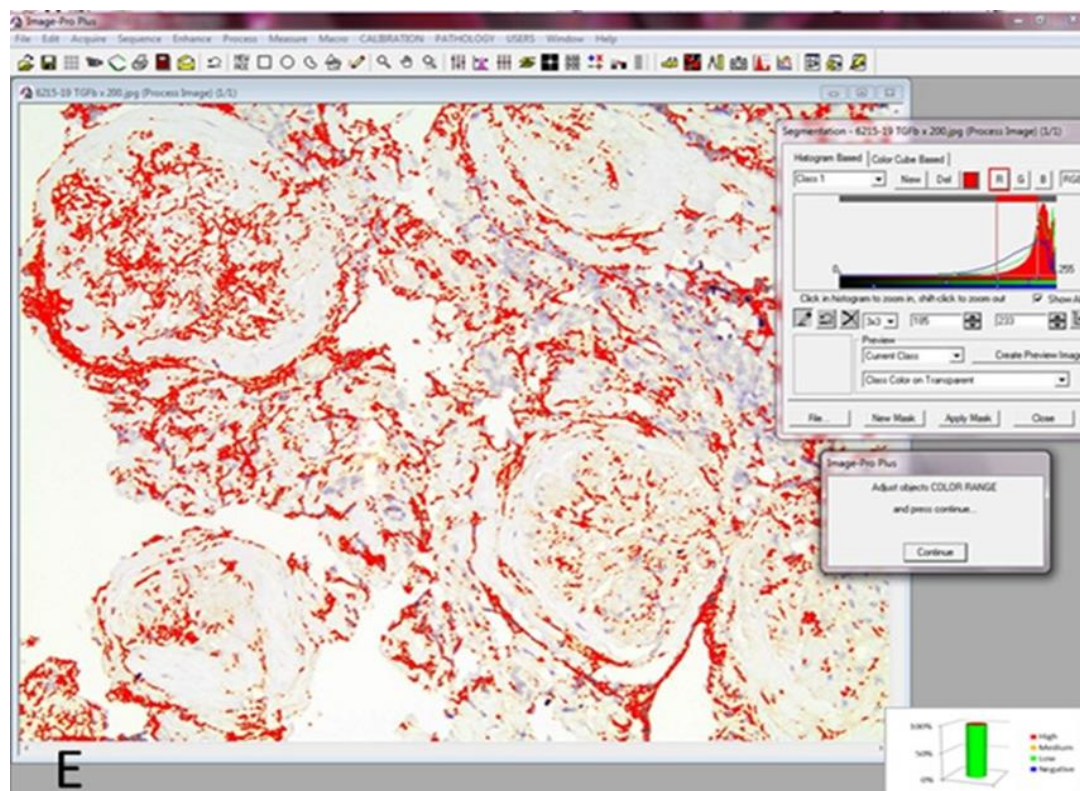 Image-Pro Plus
File Edit Acquire Sequence Enhance Process Measure Macro CALIBRATION PATHOLOGY USERS Window Help
6215-19 TGFb x 200.jpg (Process Image) (1/1)
Segmentation - 6215-19 TGFb x 200.jpg (Process Image) (1/1)
Histogram Based Color Cube Based
Class 1 New Del R G B RGB
0 255
Click in histogram to zoom in, shift-click to zoom out Show A
3x3 185 233
Preview
Current Class Create Preview Image
Class Color on Transparent
File... New Mask Apply Mask Close
Image-Pro Plus
Adjust objects COLOR RANGE
and press continue...
Continue
100%
50%
0%
High
Medium
Low
Negative
E